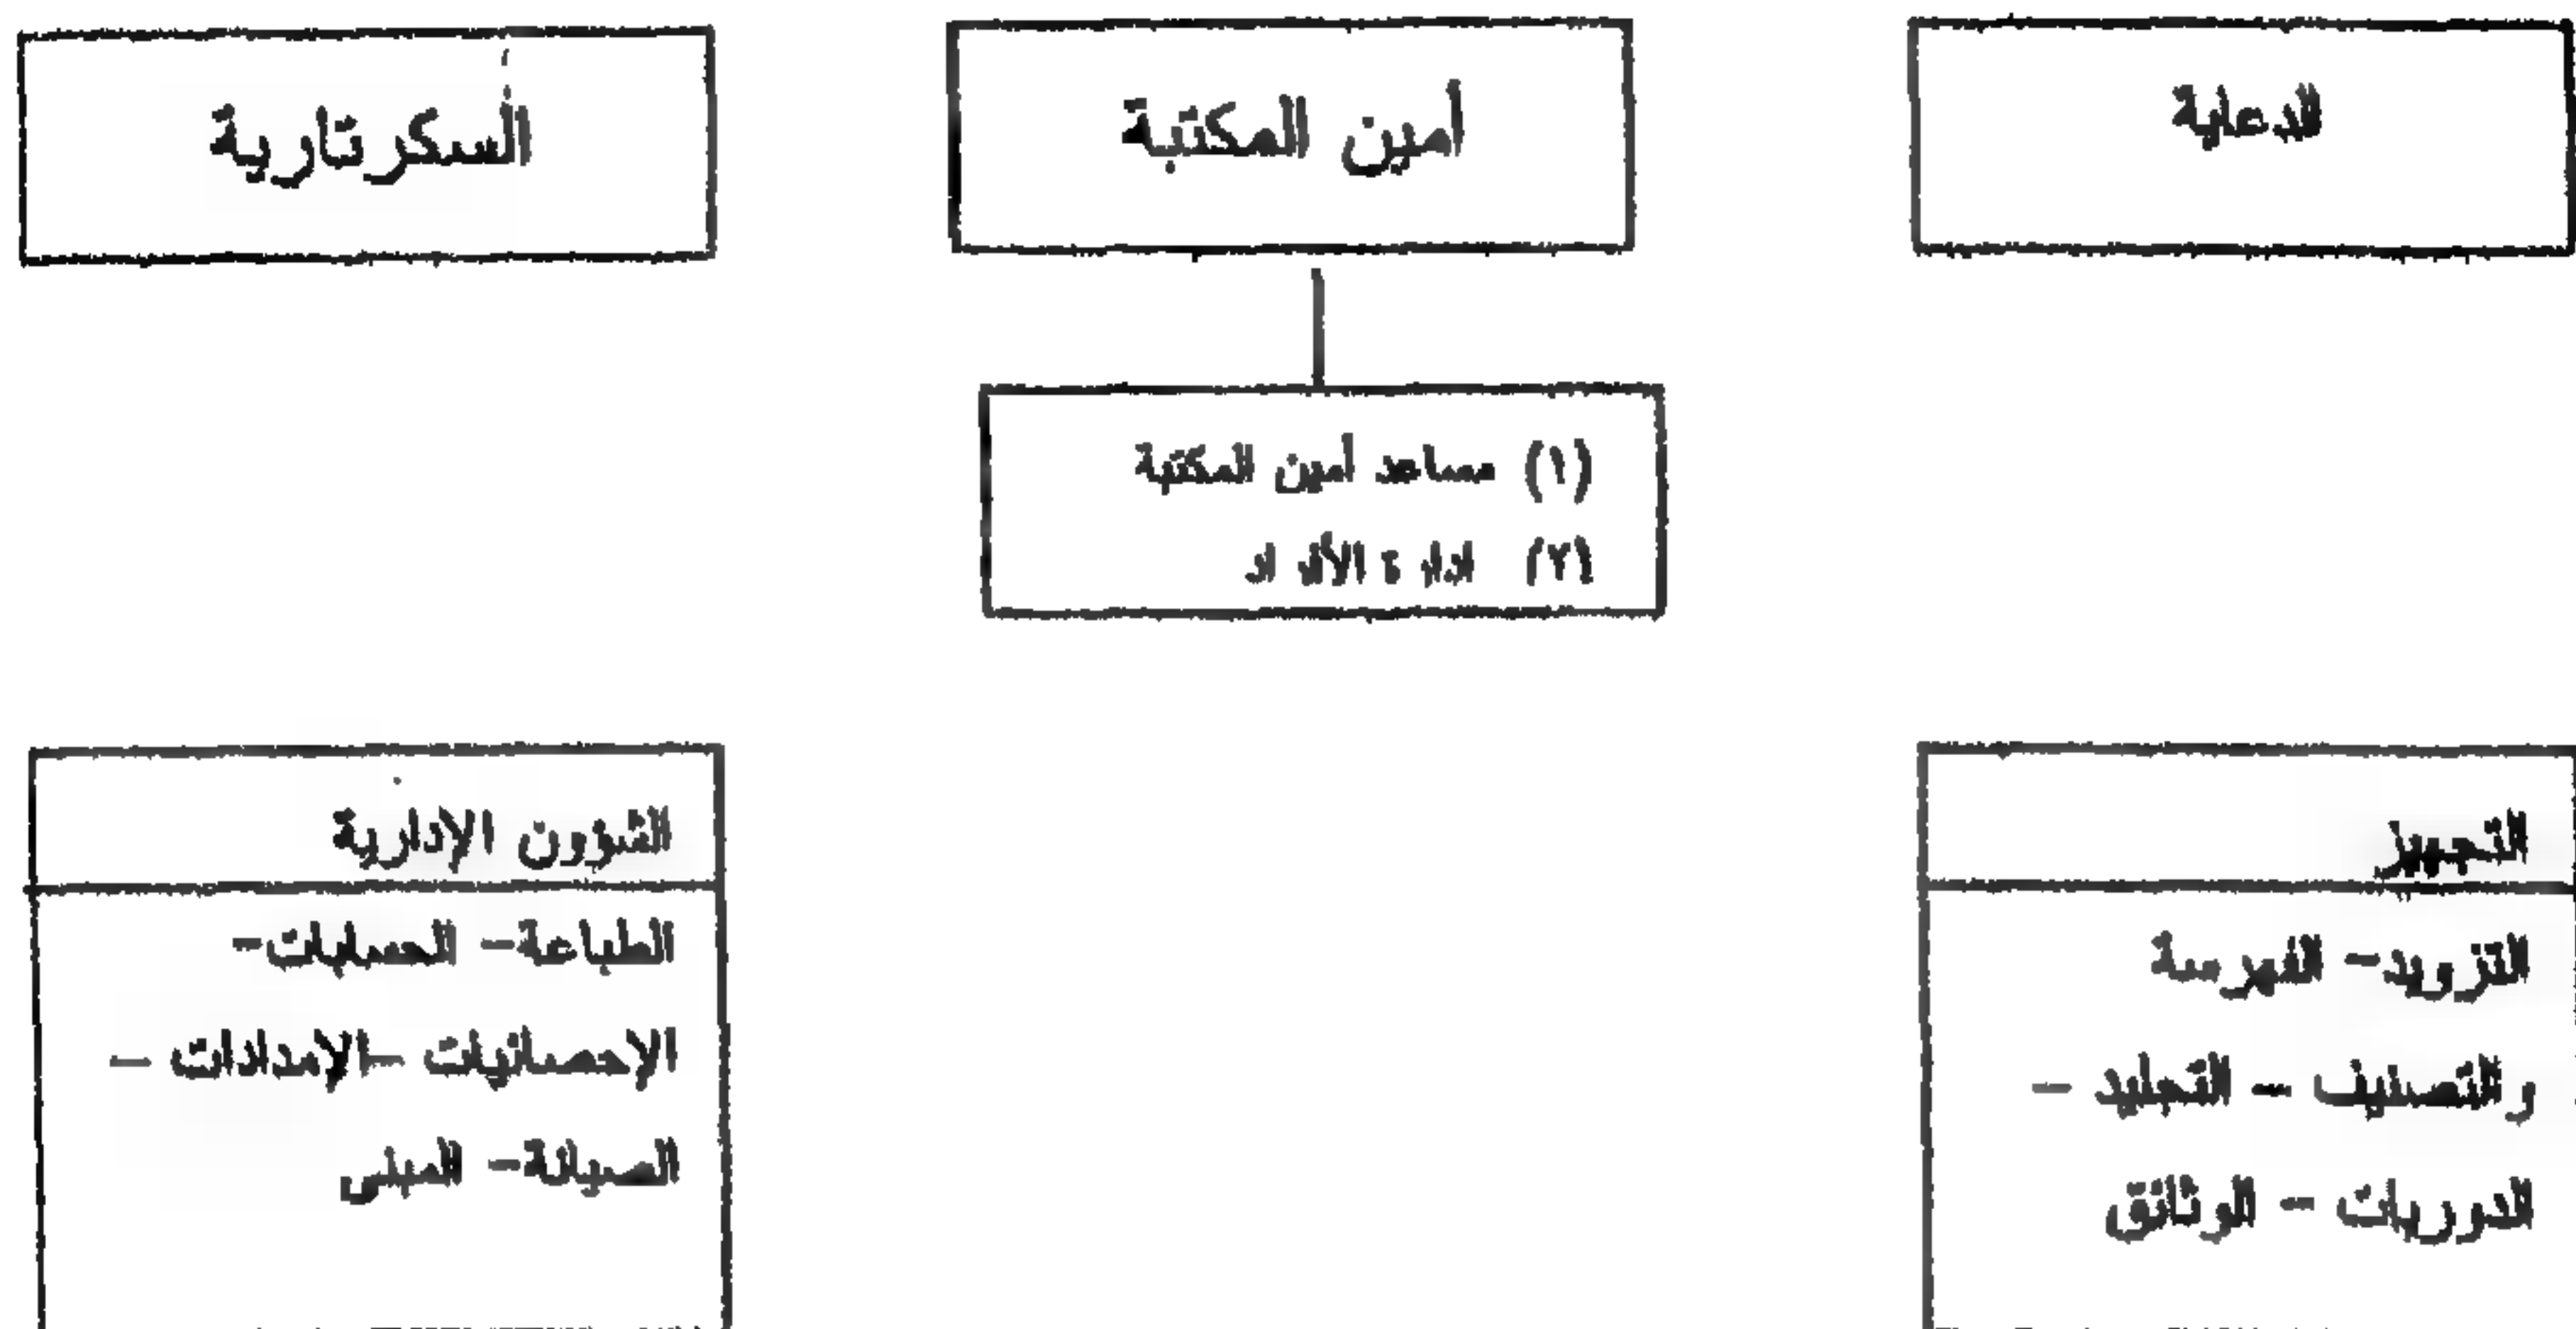 الدعاية
أمين المكتبة
السكرتارية
(١) مساعد أمين المكتبة
(٢) ادارة
التجهيز
التزويد- الفهرسة
والتصنيف - التجليد -
الدوريات - الوثائق
الشؤون الإدارية
الطباعة- الحسابات-
الإحصائيات -الإمدادات -
الصيانة- المبنى